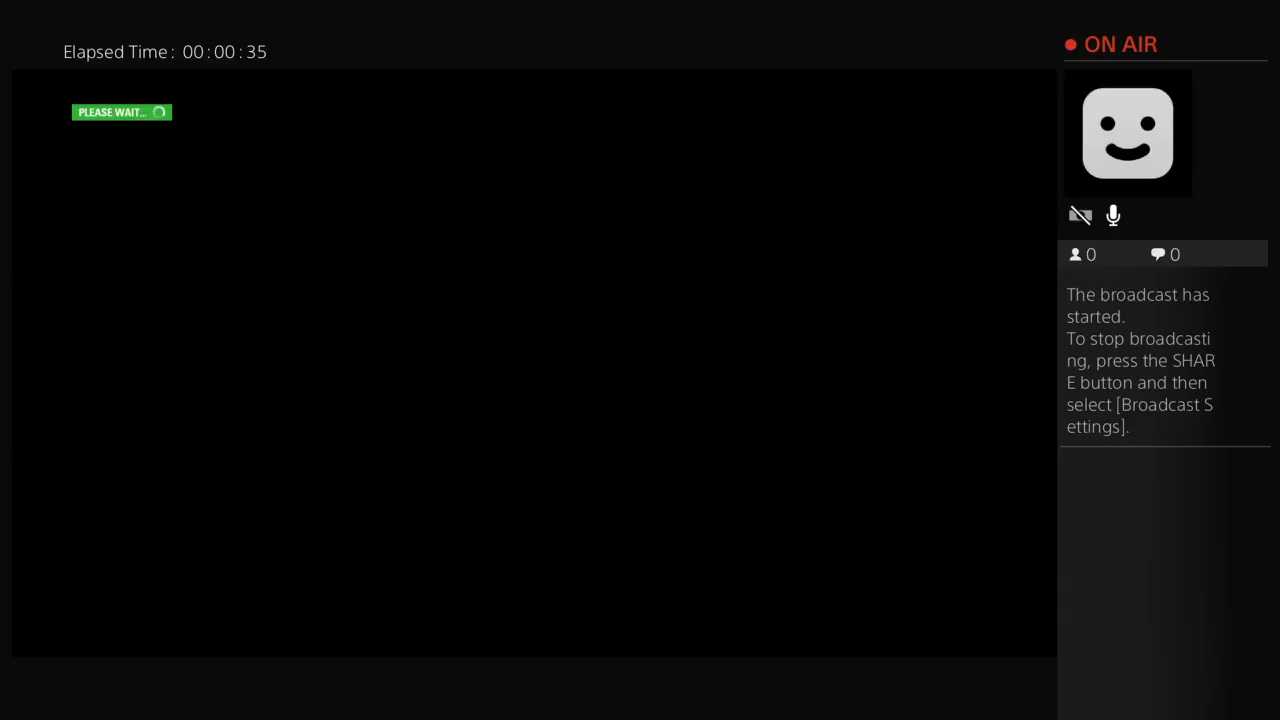 Elapsed Time: 00:00:35
ON AIR
PLEASE WAIT...
0 0
The broadcast has
started.
To stop broadcasti
ng, press the SHAR
E button and then
select [Broadcast S
ettings].